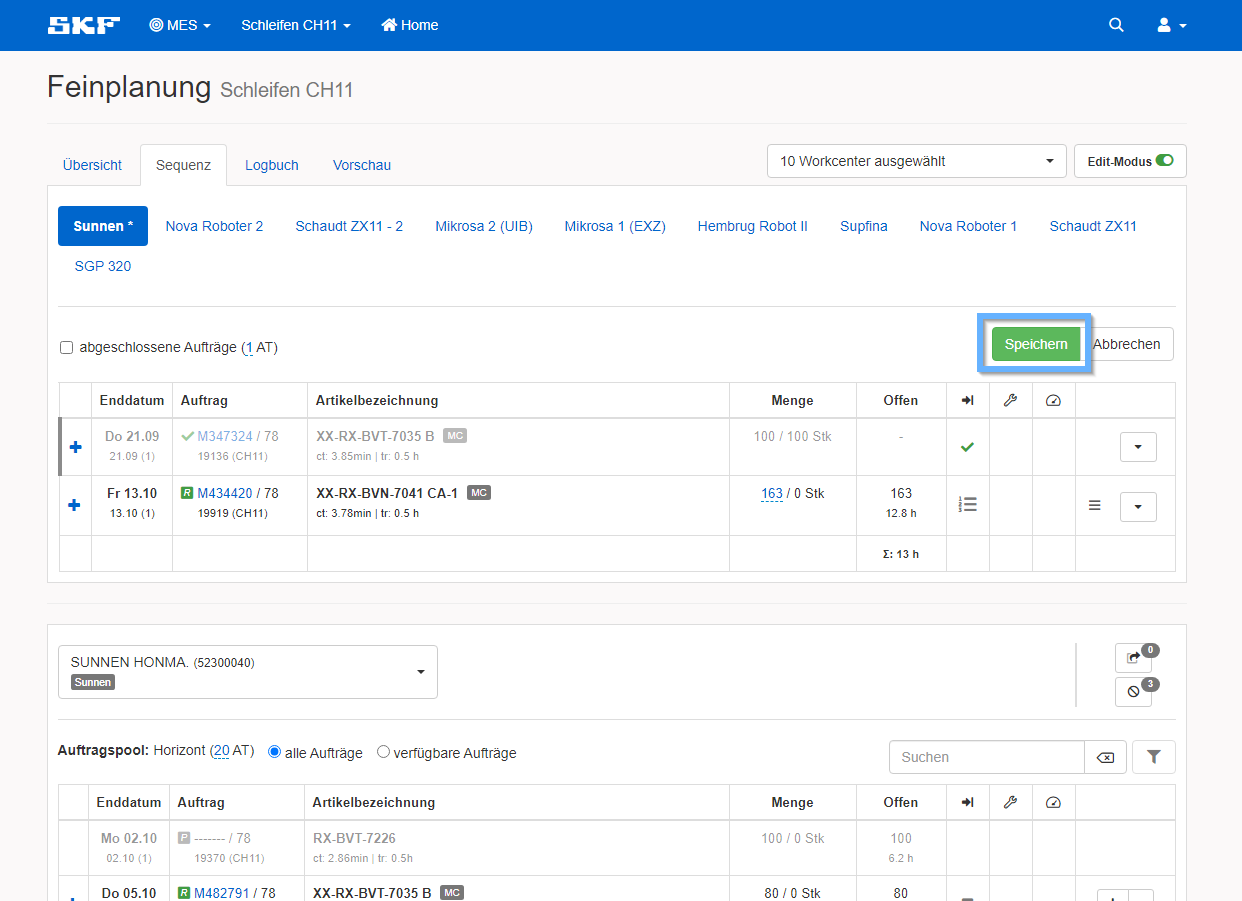 SKF MES Schleifen CH11 Home
Feinplanung Schleifen CH11
Übersicht Sequenz Logbuch Vorschau 10 Workcenter ausgewählt Edit-Modus
Sunnen * Nova Roboter 2 Schaudt ZX11 - 2 Mikrosa 2 (UIB) Mikrosa 1 (EXZ) Hembrug Robot II Supfina Nova Roboter 1 Schaudt ZX11
SGP 320
abgeschlossene Aufträge (1 AT) Speichern Abbrechen
Enddatum Auftrag Artikelbezeichnung Menge Offen
Do 21.09 M347324 / 78 XX-RX-BVT-7035 B MC 100 / 100 Stk -
21.09 (1) 19136 (CH11) ct: 3.85min | tr: 0.5 h
Fr 13.10 R M434420 / 78 XX-RX-BVN-7041 CA-1 MC 163 / 0 Stk 163
13.10 (1) 19919 (CH11) ct: 3.78min | tr: 0.5 h 12.8 h
Σ: 13 h
SUNNEN HONMA. (52300040) 0
Sunnen 3
Auftragspool: Horizont (20 AT) alle Aufträge verfügbare Aufträge Suchen
Enddatum Auftrag Artikelbezeichnung Menge Offen
Mo 02.10 P ------- / 78 RX-BVT-7226 100 / 0 Stk 100
02.10 (1) 19370 (CH11) ct: 2.86min | tr: 0.5h 6.2 h
Do 05.10 R M482791 / 78 XX-RX-BVT-7035 B MC 80 / 0 Stk 80